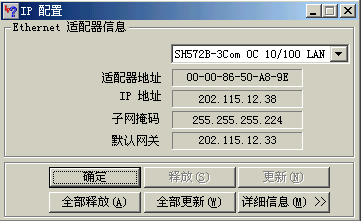 IP 配置
Ethernet 适配器信息
SH572B-3Com OC 10/100 LAN
适配器地址 00-00-86-50-A8-9E
IP 地址 202.115.12.38
子网掩码 255.255.255.224
默认网关 202.115.12.33
确定 释放(S) 更新(N)
全部释放(A) 全部更新(W) 详细信息(M) >>